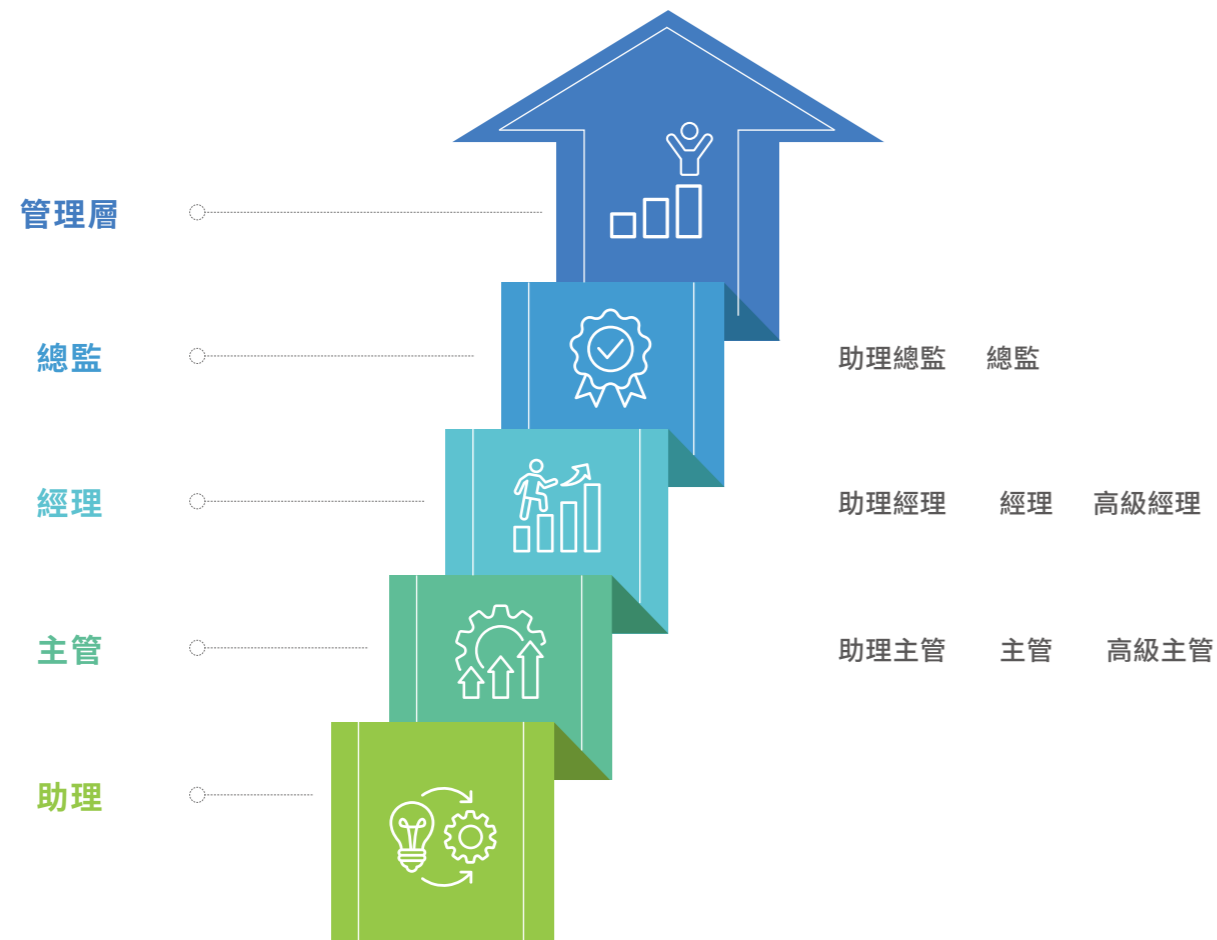 管理層
總監 助理總監 總監
經理 助理經理 經理 高級經理
主管 助理主管 主管 高級主管
助理